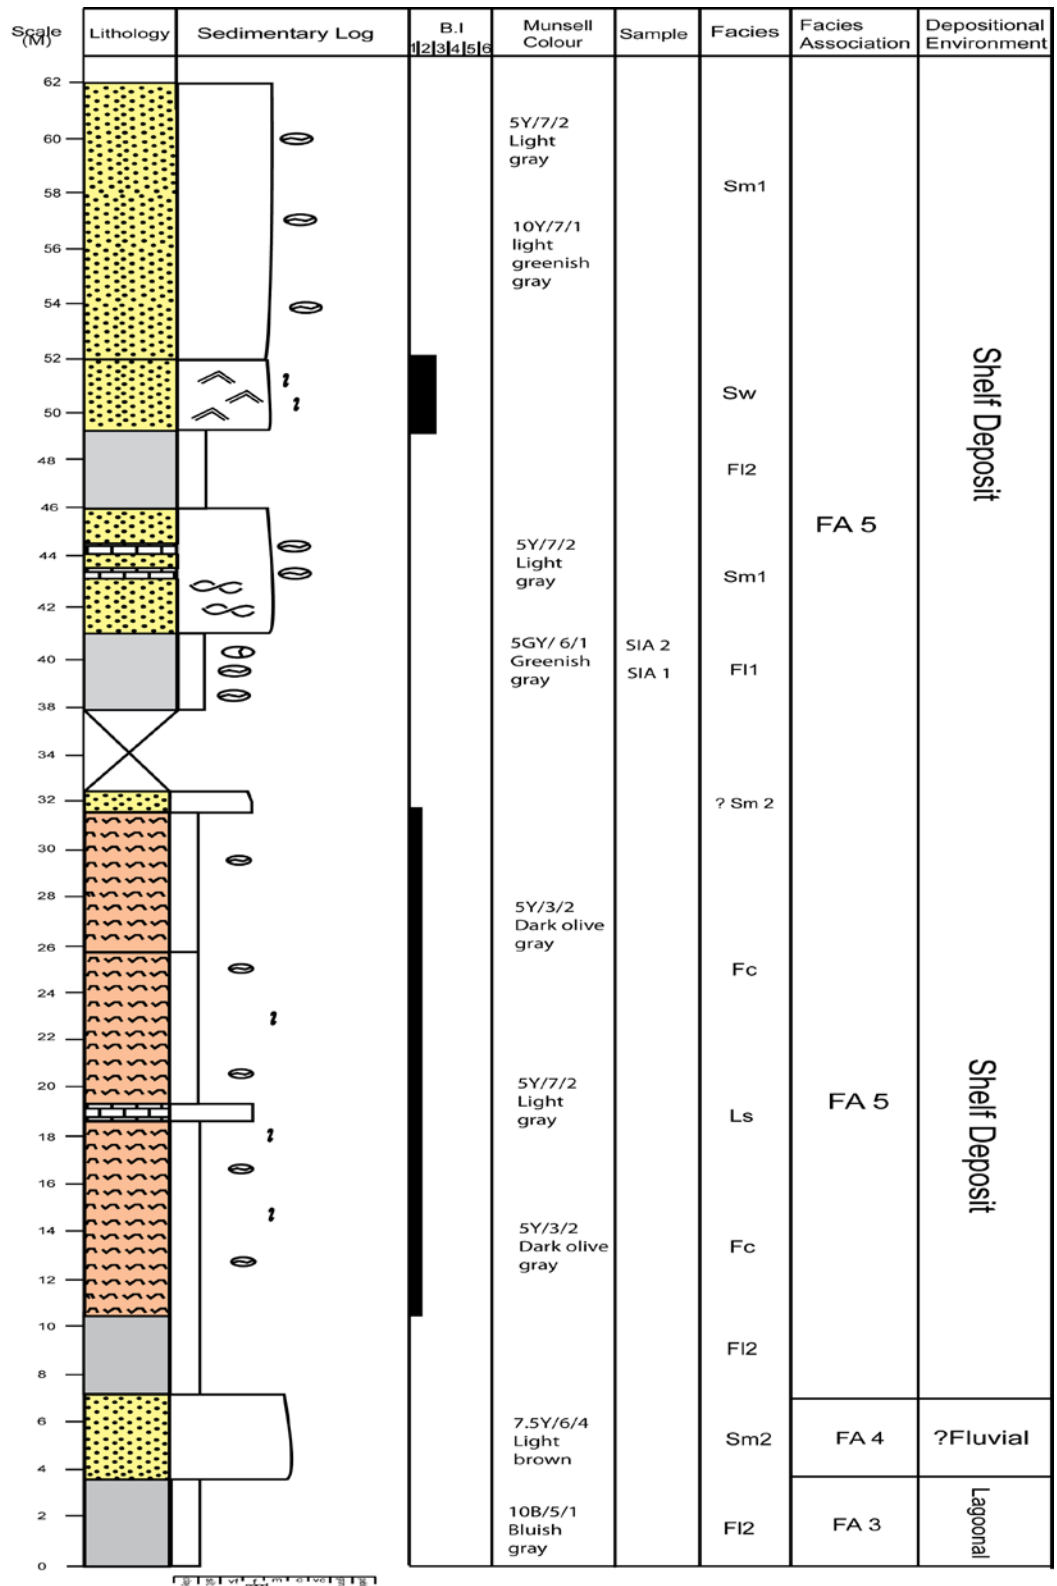 Scale
(M)
Lithology
Sedimentary Log
B.I
1|2|3|4|5|6
Munsell
Colour
Sample
Facies
Facies
Association
Depositional
Environment
62
60
58
56
54
52
50
48
46
44
42
40
38
34
32
30
28
26
24
22
20
18
16
14
12
10
8
6
4
2
0
5Y/7/2
Light
gray
10Y/7/1
light
greenish
gray
5Y/7/2
Light
gray
5GY/ 6/1
Greenish
gray
5Y/3/2
Dark olive
gray
5Y/7/2
Light
gray
5Y/3/2
Dark olive
gray
7.5Y/6/4
Light
brown
10B/5/1
Bluish
gray
SIA 2
SIA 1
Sm1
Sw
Fl2
Sm1
Fl1
? Sm 2
Fc
Ls
Fc
Fl2
Sm2
Fl2
FA 5
FA 5
FA 4
FA 3
Shelf Deposit
Shelf Deposit
?Fluvial
Lagoonal
vf
f
m
c
vc